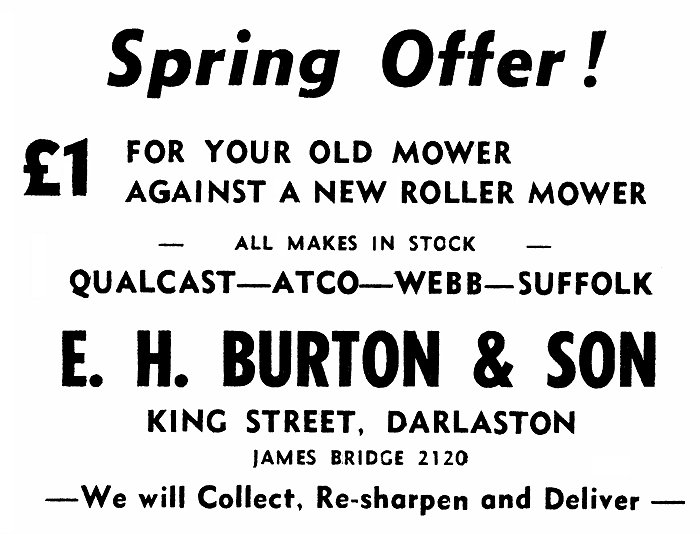 Spring Offer!
£1 FOR YOUR OLD MOWER
AGAINST A NEW ROLLER MOWER
— ALL MAKES IN STOCK —
QUALCAST—ATCO—WEBB—SUFFOLK
E. H. BURTON & SON
KING STREET, DARLASTON
JAMES BRIDGE 2120
—We will Collect, Re-sharpen and Deliver —